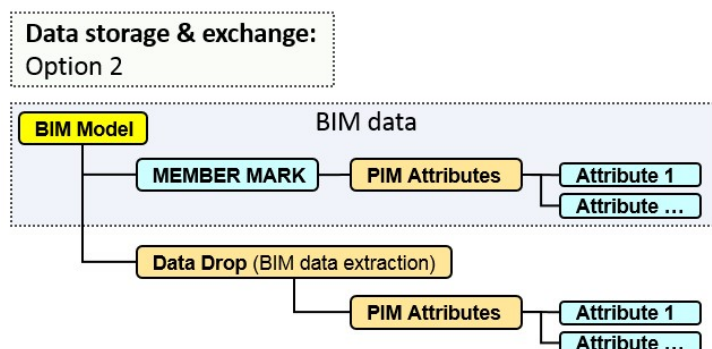 Data storage & exchange:
Option 2
BIM data
BIM Model
MEMBER MARK
PIM Attributes
Attribute 1
Attribute ...
Data Drop (BIM data extraction)
PIM Attributes
Attribute 1
Attribute ...